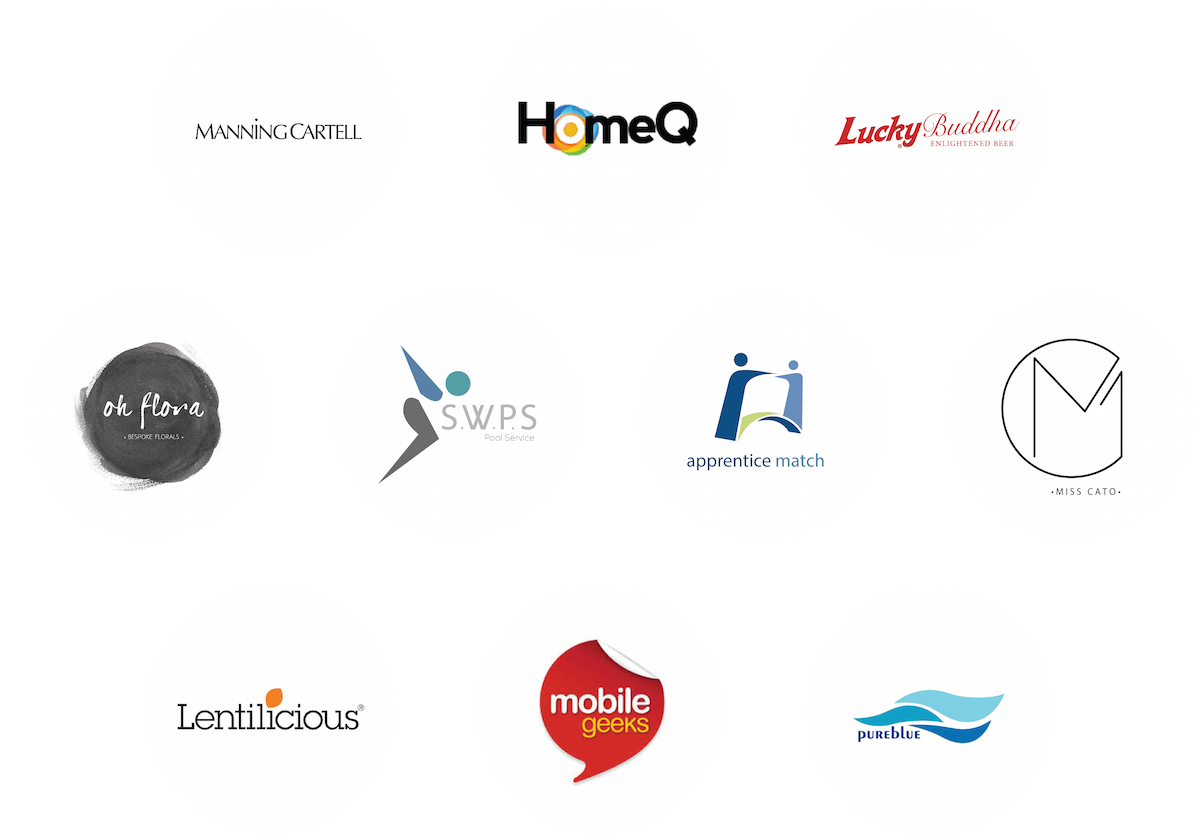 MANNING CARTELL
HomeQ
Lucky Buddha
®
ENLIGHTENED BEER
oh flora
• BESPOKE FLORALS •
S.W.P.S
Pool Service
apprentice match
•MISS CATO•
Lentilicious®
mobile
geeks
pureblue